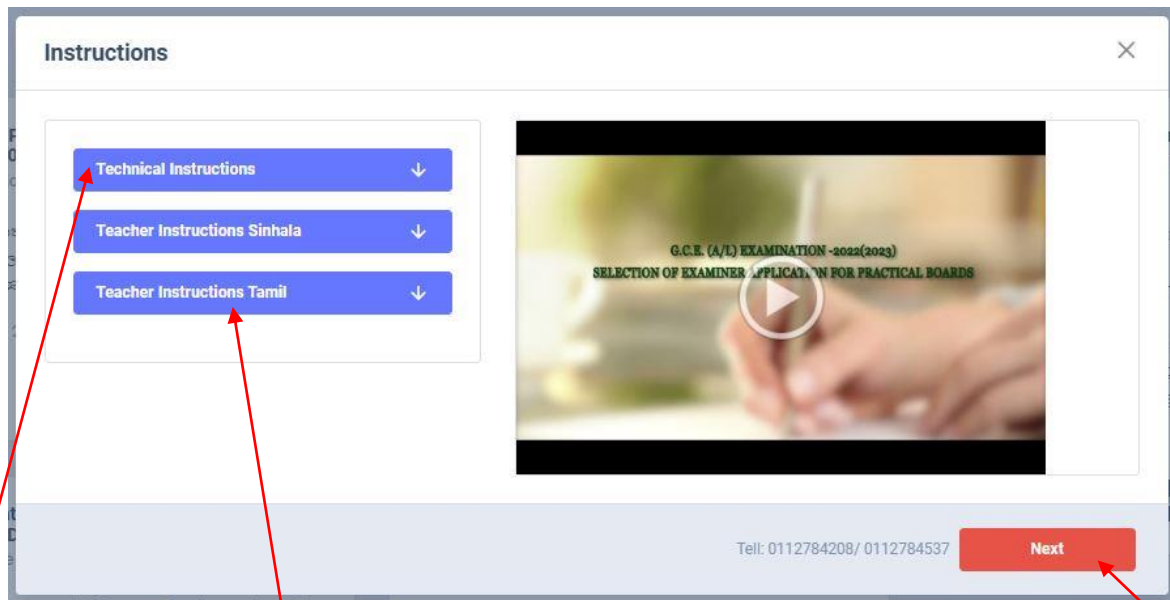 Instructions
Technical Instructions
Teacher Instructions Sinhala
Teacher Instructions Tamil
G.C.E. (A/L) EXAMINATION -2022(2023)
SELECTION OF EXAMINER APPLICATION FOR PRACTICAL BOARDS
Tell: 0112784208/ 0112784537
Next